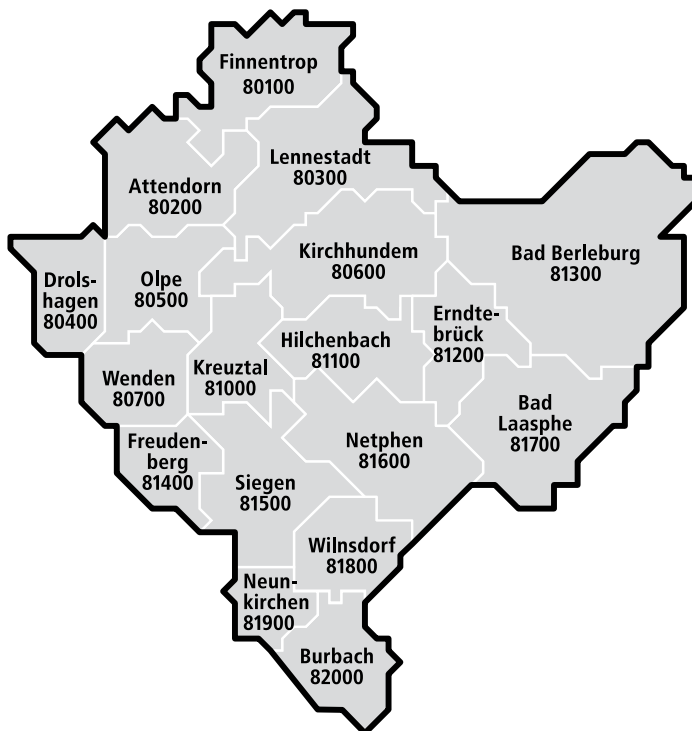 Finnentrop
80100
Lennestadt
80300
Attendorn
80200
Kirchhundem
80600
Bad Berleburg
81300
Drols-
hagen
80400
Olpe
80500
Erndte-
brück
81200
Hilchenbach
81100
Kreuztal
81000
Wenden
80700
Bad
Laasphe
81700
Freuden-
berg
81400
Netphen
81600
Siegen
81500
Wilnsdorf
81800
Neun-
kirchen
81900
Burbach
82000